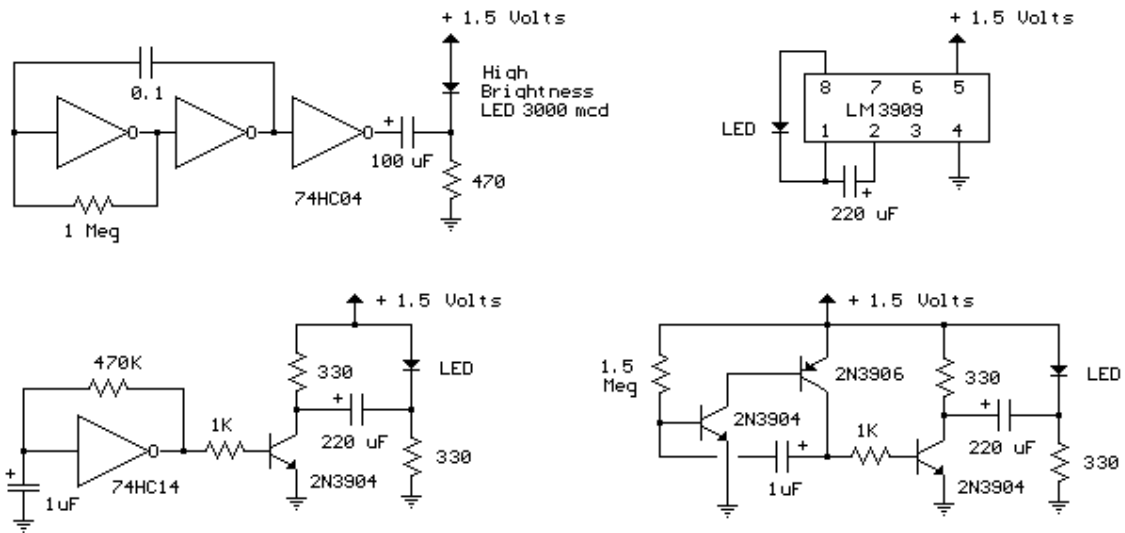 + 1.5 Volts
0.1
High
Brightness
LED 3000 mcd
+
100 uF
470
74HC04
1 Meg
+ 1.5 Volts
8 7 6 5
LM3909
LED
1 2 3 4
+
220 uF
+ 1.5 Volts
470K
330
LED
+
1K
220 uF
330
2N3904
+
74HC14
1uF
+ 1.5 Volts
1.5
Meg
2N3906
330
LED
2N3904
+
1K
220 uF
+
1uF
330
2N3904